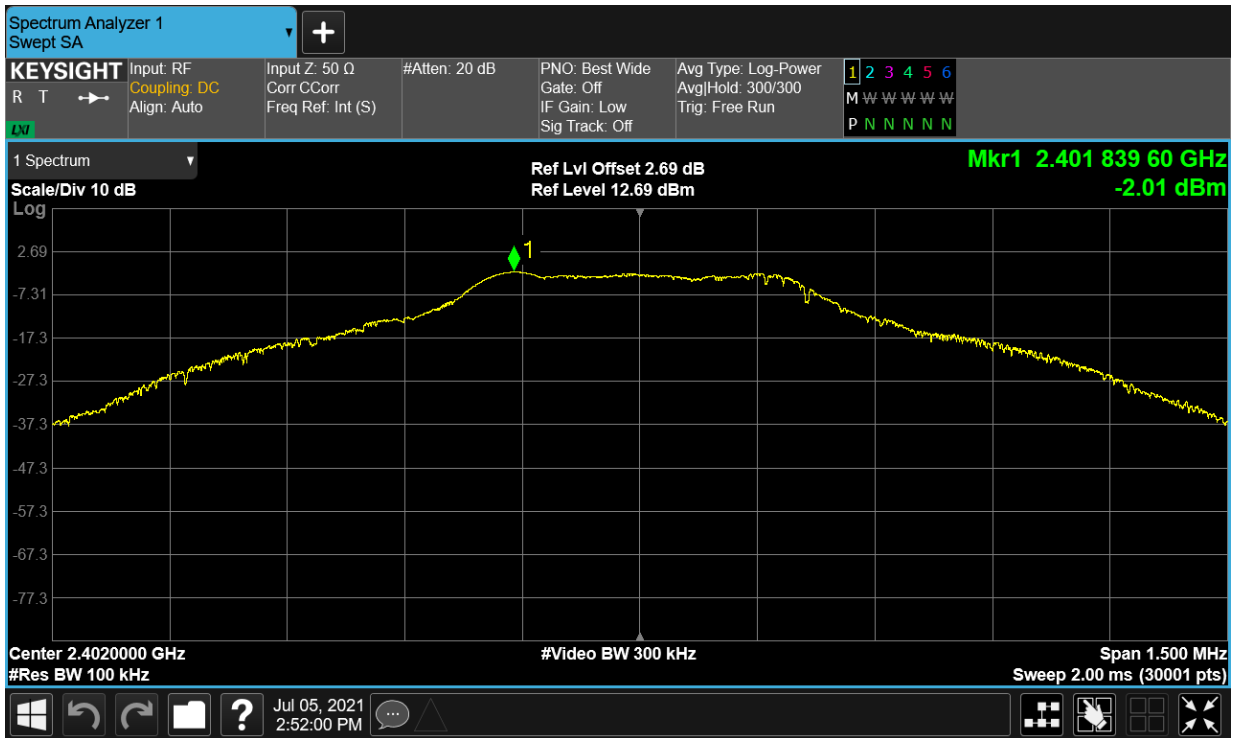 Spectrum Analyzer 1
Swept SA
KEYSIGHT
R T
LXI
Input: RF
Coupling: DC
Align: Auto
Input Z: 50 Ω
Corr CCorr
Freq Ref: Int (S)
#Atten: 20 dB
PNO: Best Wide
Gate: Off
IF Gain: Low
Sig Track: Off
Avg Type: Log-Power
Avg|Hold: 300/300
Trig: Free Run
1 2 3 4 5 6
M W W W W W
P N N N N N
1 Spectrum
Scale/Div 10 dB
Log
Ref Lvl Offset 2.69 dB
Ref Level 12.69 dBm
Mkr1 2.401 839 60 GHz
-2.01 dBm
1
2.69
-7.31
-17.3
-27.3
-37.3
-47.3
-57.3
-67.3
-77.3
Center 2.4020000 GHz
#Video BW 300 kHz
Span 1.500 MHz
#Res BW 100 kHz
Sweep 2.00 ms (30001 pts)
?
Jul 05, 2021
2:52:00 PM